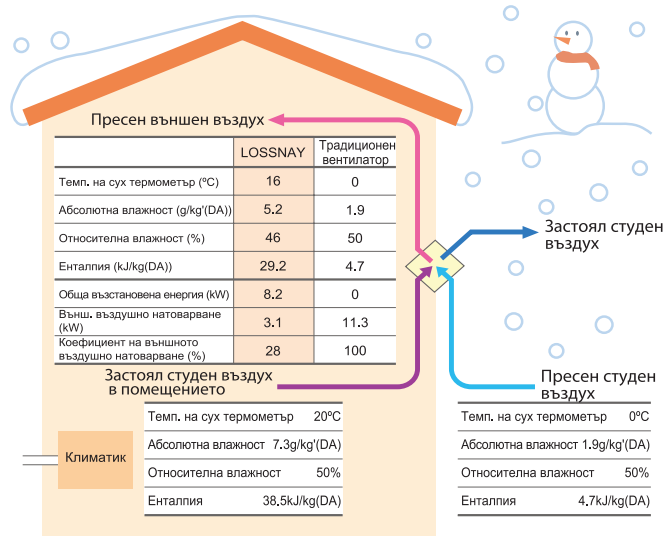 Пресен външен въздух
LOSSNAY Традиционен вентилатор
Темп. на сух термометър (ºC) 16 0
Абсолютна влажност (g/kg'(DA)) 5.2 1.9
Относителна влажност (%) 46 50
Енталпия (kJ/kg(DA)) 29.2 4.7
Обща възстановена енергия (kW) 8.2 0
Външ. въздушно натоварване (kW) 3.1 11.3
Коефициент на външното въздушно натоварване (%) 28 100
Застоял студен
въздух
Застоял студен въздух
в помещението
Пресен студен
въздух
Климатик
Темп. на сух термометър 20ºC
Абсолютна влажност 7.3g/kg'(DA)
Относителна влажност 50%
Енталпия 38.5kJ/kg(DA)
Темп. на сух термометър 0ºC
Абсолютна влажност 1.9g/kg'(DA)
Относителна влажност 50%
Енталпия 4.7kJ/kg(DA)